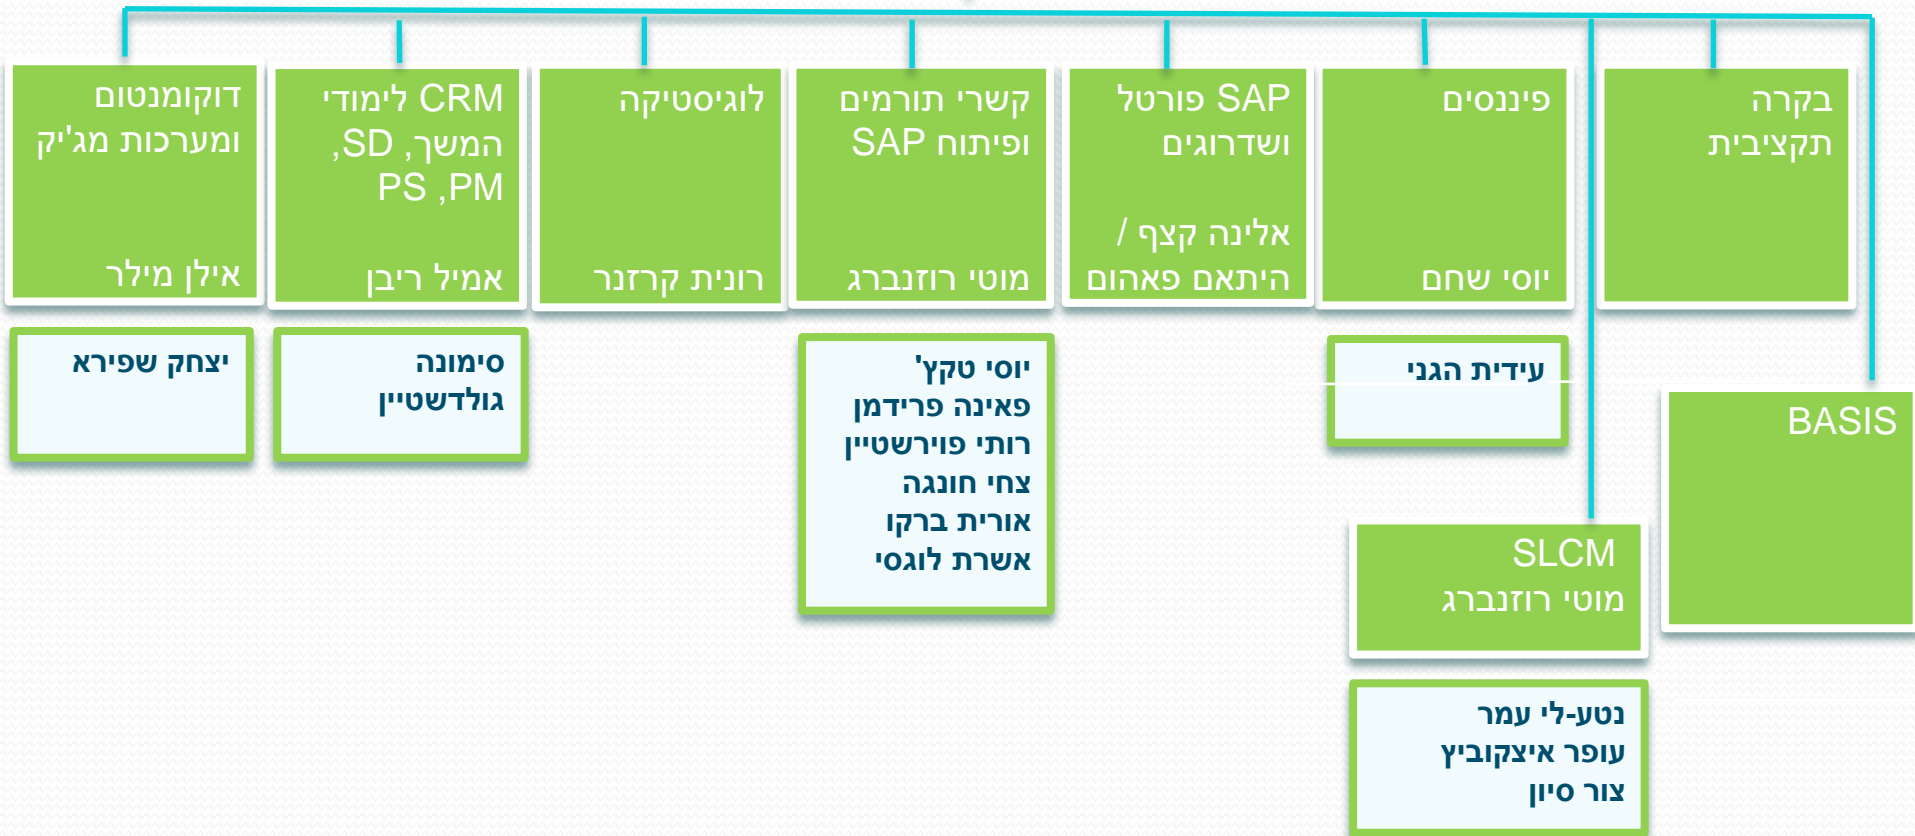 בקרה
תקציבית
פיננסים
יוסי שחם
SAP פורטל
ושדרוגים
אלינה קצף /
היתאם פאהום
קשרי תורמים
ופיתוח SAP
מוטי רוזנברג
לוגיסטיקה
רונית קרזנר
CRM לימודי
המשך, SD,
PM, PS
אמיל ריבן
דוקומנטום
ומערכות מג'יק
אילן מילר
עידית הגני
יוסי טקץ'
פאינה פרידמן
רותי פוירשטיין
צחי חונגה
אורית ברקו
אשרת לוגסי
סימונה
גולדשטיין
יצחק שפירא
BASIS
SLCM
מוטי רוזנברג
נטע-לי עמר
עופר איצקוביץ
צור סיון